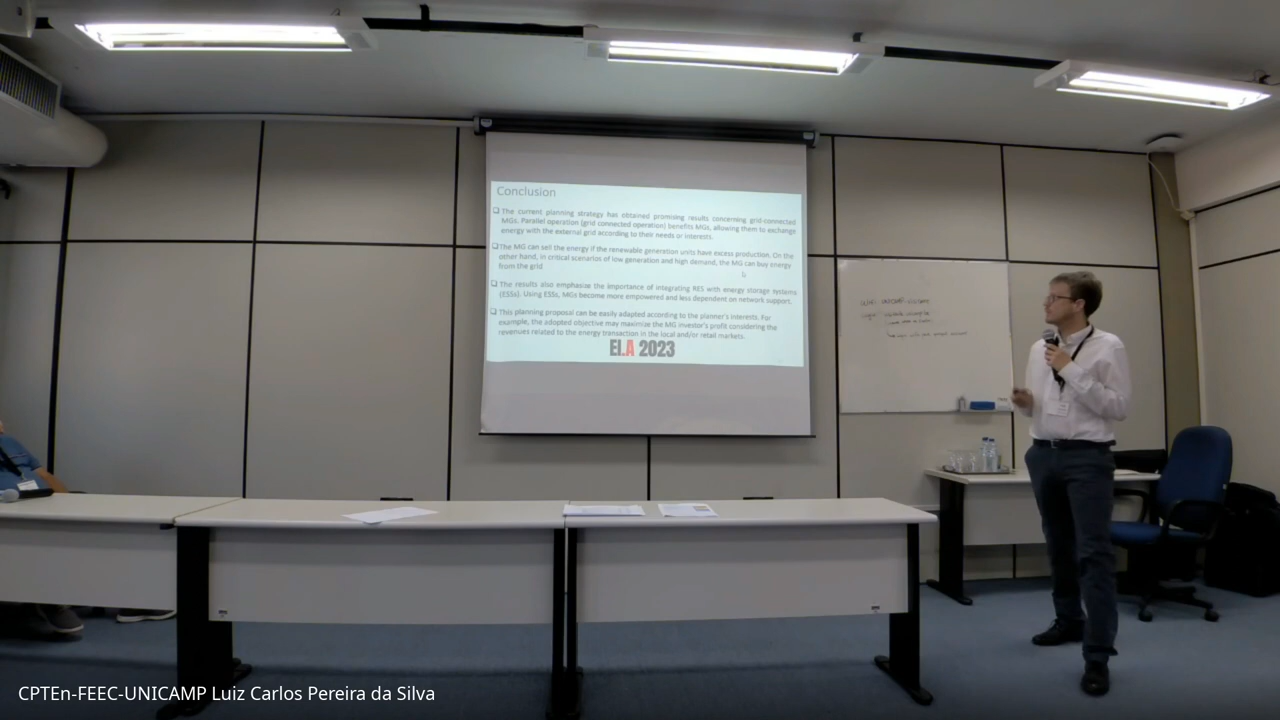 Conclusion
❑ The current planning strategy has obtained promising results concerning grid-connected
MGs. Parallel operation (grid connected operation) benefits MGs, allowing them to exchange
energy with the external grid according to their needs or interests.
❑ The MG can sell the energy if the renewable generation units have excess production. On the
other hand, in critical scenarios of low generation and high demand, the MG can buy energy
from the grid
❑ The results also emphasize the importance of integrating RES with energy storage systems
(ESSs). Using ESSs, MGs become more empowered and less dependent on network support.
❑ This planning proposal can be easily adapted according to the planner's interests. For
example, the adopted objective may maximize the MG investor's profit considering the
revenues related to the energy transaction in the local and/or retail markets.
ELA 2023
CPTEn-FEEC-UNICAMP Luiz Carlos Pereira da Silva